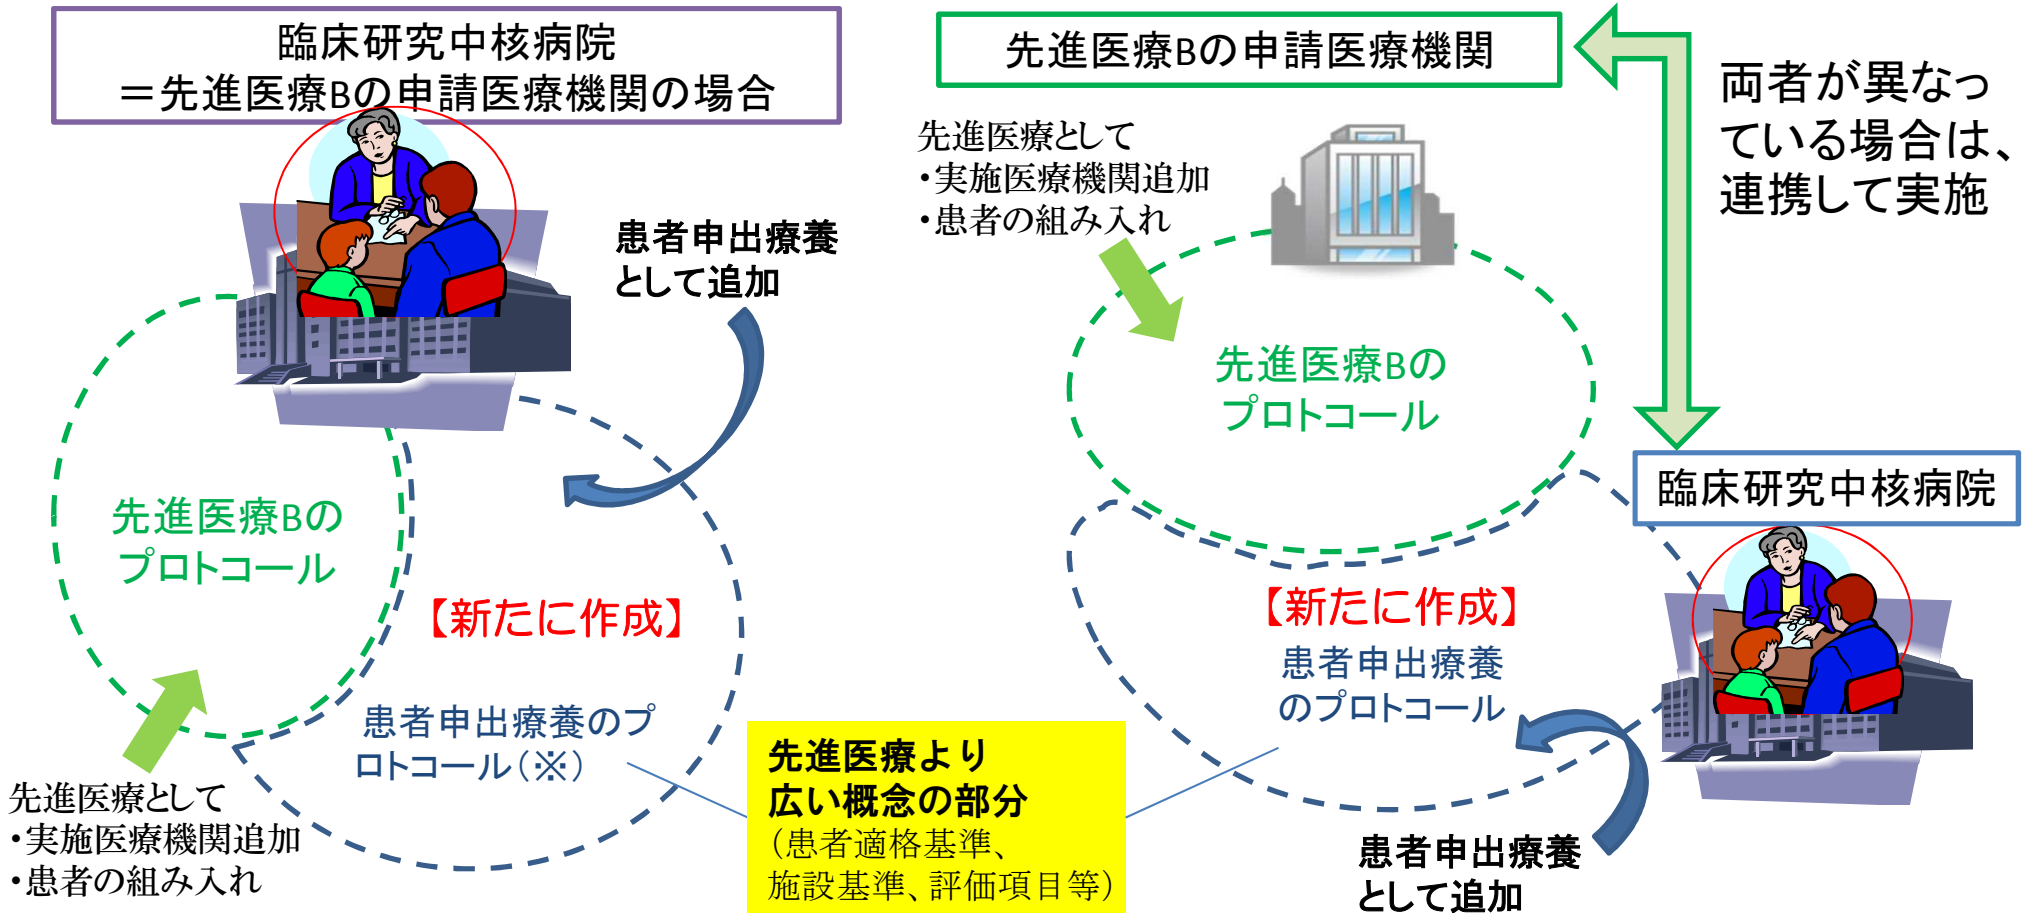 臨床研究中核病院
＝先進医療Bの申請医療機関の場合
患者申出療養
として追加
先進医療Bの
プロトコール
【新たに作成】
患者申出療養のプ
ロトコール（※）
先進医療として
・実施医療機関追加
・患者の組み入れ
先進医療より
広い概念の部分
（患者適格基準、
施設基準、評価項目等）
先進医療Bの申請医療機関
両者が異なっ
ている場合は、
連携して実施
先進医療として
・実施医療機関追加
・患者の組み入れ
先進医療Bの
プロトコール
臨床研究中核病院
【新たに作成】
患者申出療養
のプロトコール
患者申出療養
として追加